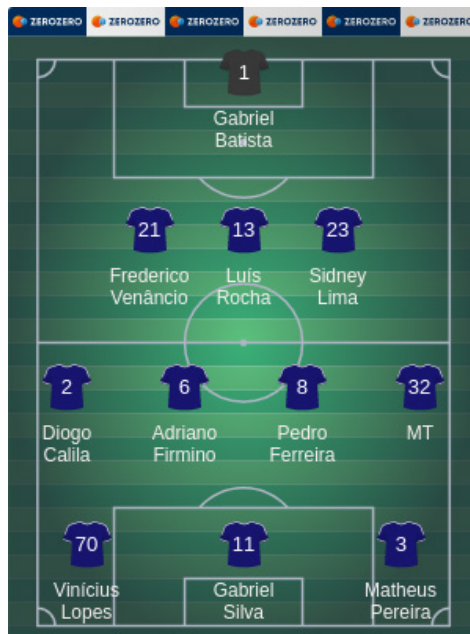 ZEROZERO ZEROZERO ZEROZERO ZEROZERO ZEROZERO ZEROZERO
1
Gabriel
Batista
21 13 23
Frederico Luís Sidney
Venâncio Rocha Lima
2 6 8 32
Diogo Adriano Pedro MT
Calila Firmino Ferreira
70 11 3
Vinícius Gabriel Matheus
Lopes Silva Pereira